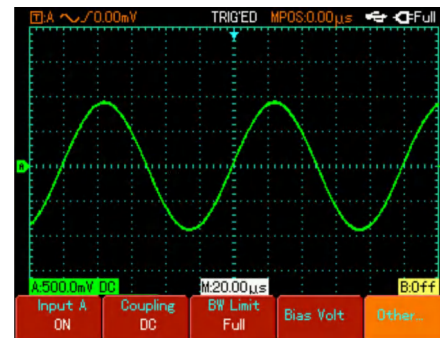 T:A 0.00mV TRIG'ED MPOS:0.00μs Full
A
A:500.0mV DC M:20.00μs B:Off
Input A Coupling BW Limit Bias Volt Other...
ON DC Full